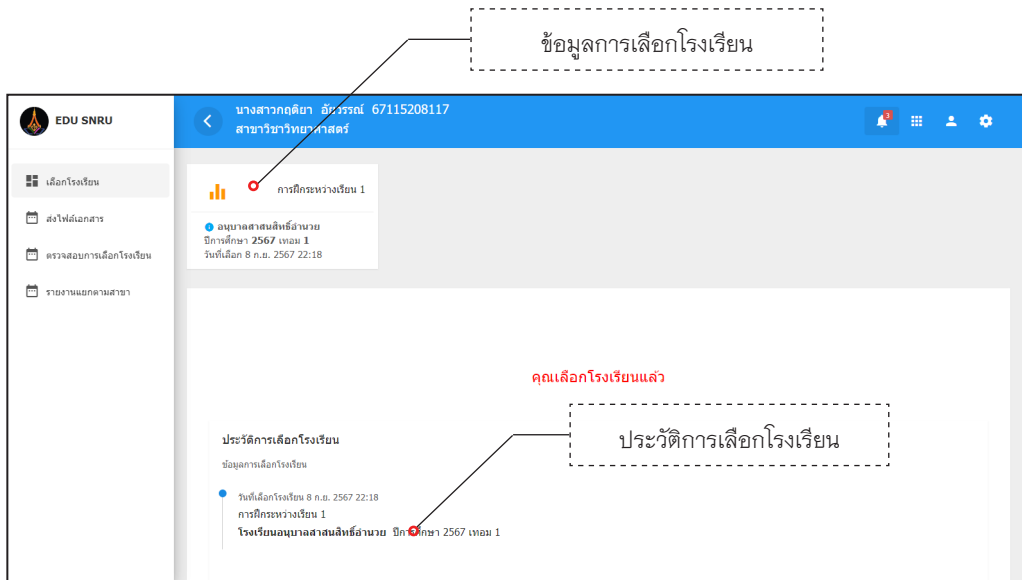 ข้อมูลการเลือกโรงเรียน
EDU SNRU
นางสาวกฤติยา อัยวรรณ์ 67115208117
สาขาวิชาวิทยาศาสตร์
3
เลือกโรงเรียน
ส่งไฟล์เอกสาร
ตรวจสอบการเลือกโรงเรียน
รายงานแยกตามสาขา
การฝึกระหว่างเรียน 1
อนุบาลศาสนสิทธิ์อำนวย
ปีการศึกษา 2567 เทอม 1
วันที่เลือก 8 ก.ย. 2567 22:18
คุณเลือกโรงเรียนแล้ว
ประวัติการเลือกโรงเรียน
ประวัติการเลือกโรงเรียน
ข้อมูลการเลือกโรงเรียน
วันที่เลือกโรงเรียน 8 ก.ย. 2567 22:18
การฝึกระหว่างเรียน 1
โรงเรียนอนุบาลศาสนสิทธิ์อำนวย ปีการศึกษา 2567 เทอม 1